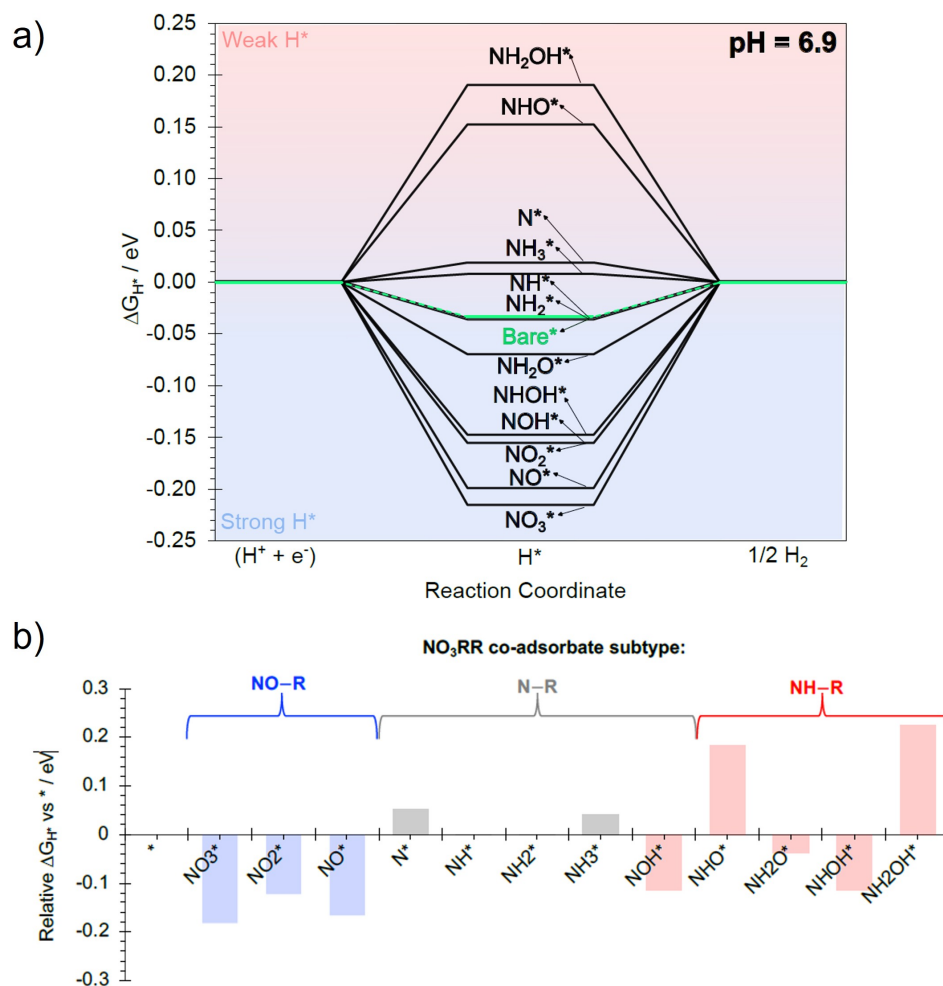 a)
0.25
Weak H*
pH = 6.9
NH₂OH*
0.20
0.15
NHO*
0.10
0.05
N*
NH₃*
0.00
NH*
NH₂*
-0.05
Bare*
NH₂O*
-0.10
NHOH*
-0.15
NOH*
NO₂*
-0.20
NO*
NO₃*
Strong H*
-0.25
ΔG_H* / eV
(H⁺ + e⁻)
H*
1/2 H₂
Reaction Coordinate
b)
NO₃RR co-adsorbate subtype:
NO–R
N–R
NH–R
0.3
0.2
0.1
0
-0.1
-0.2
-0.3
Relative ΔG_H* vs * / eV|
*
NO3*
NO2*
NO*
N*
NH*
NH2*
NH3*
NOH*
NHO*
NH2O*
NHOH*
NH2OH*